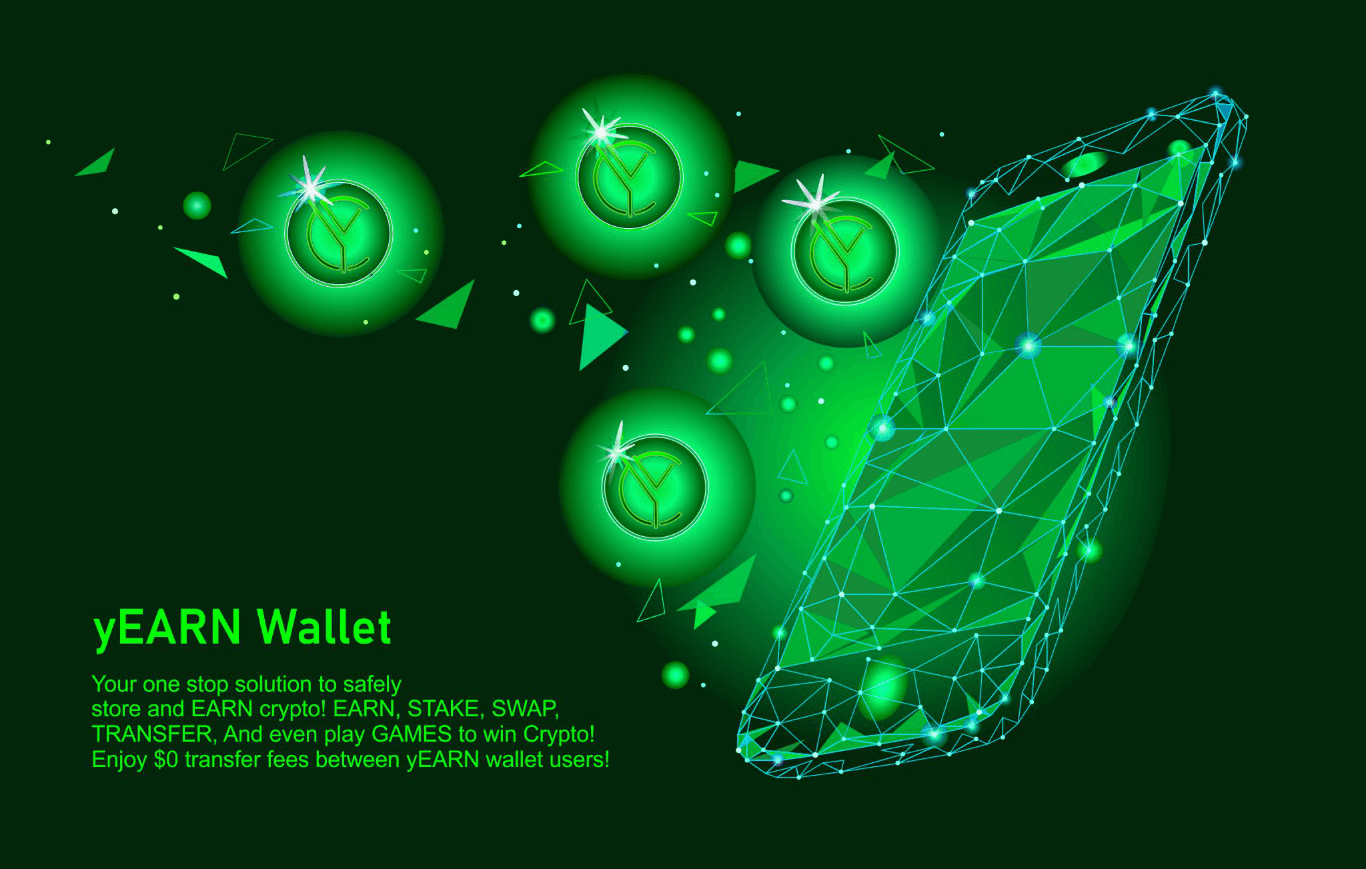 yEARN Wallet
Your one stop solution to safely
store and EARN crypto! EARN, STAKE, SWAP,
TRANSFER, And even play GAMES to win Crypto!
Enjoy $0 transfer fees between yEARN wallet users!